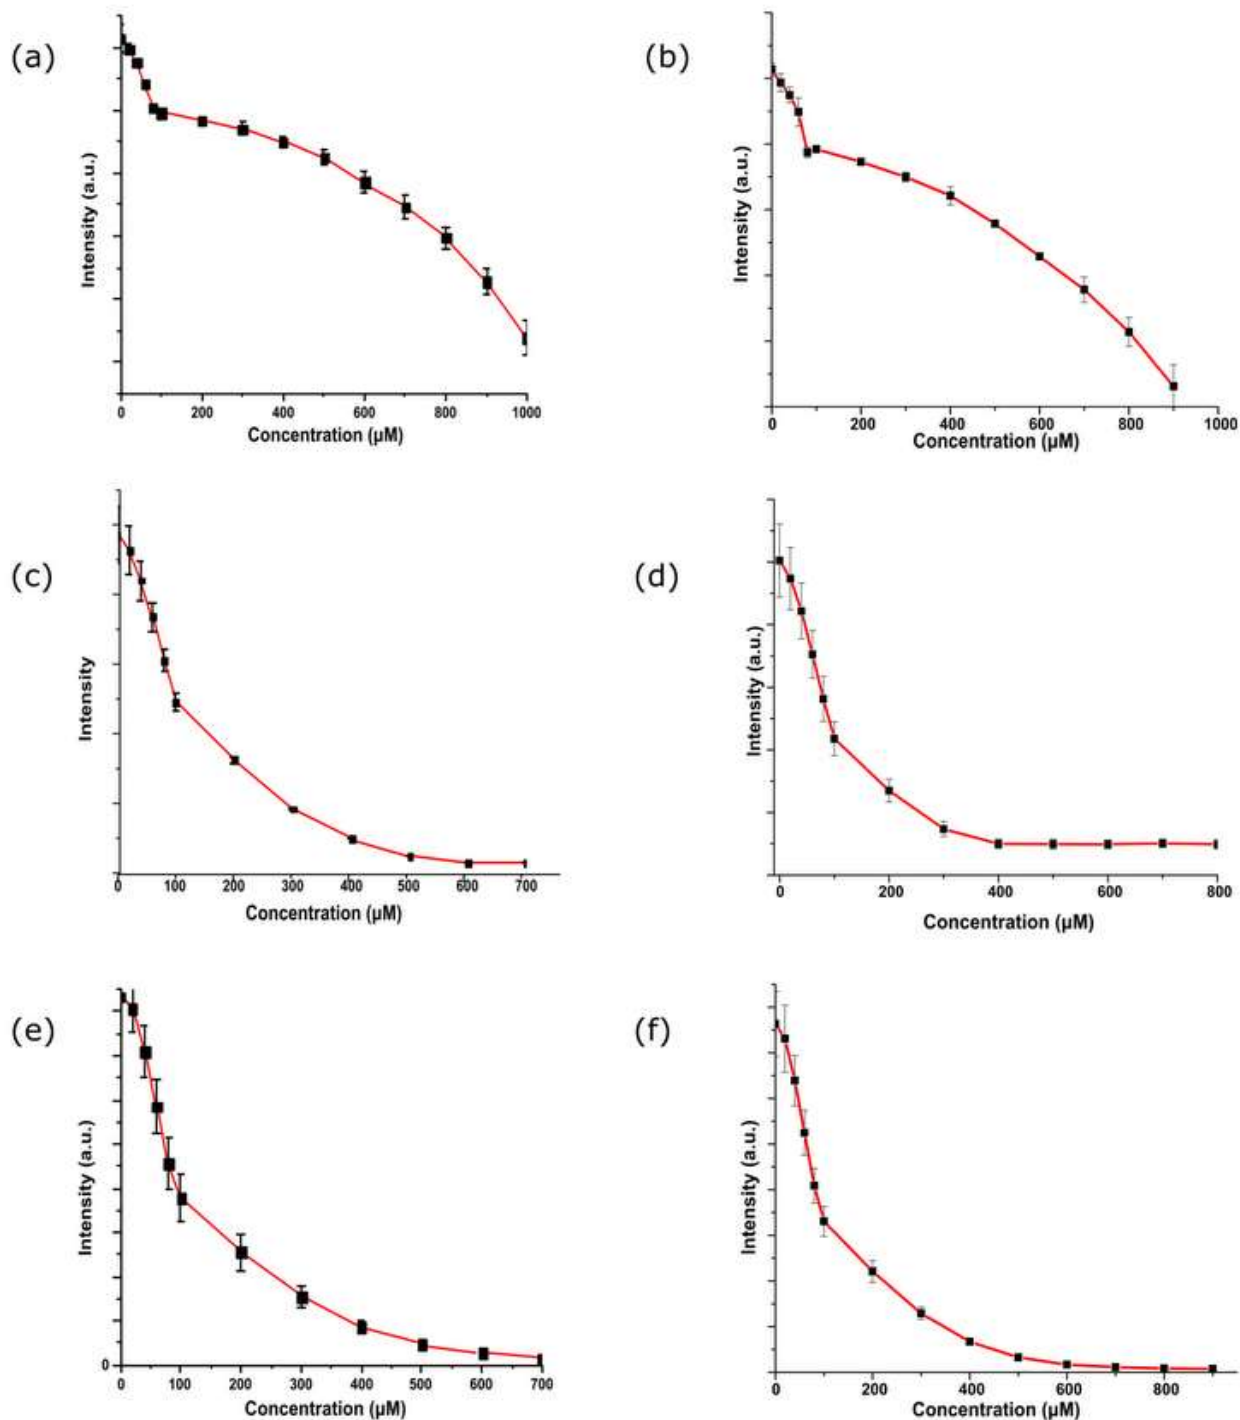 (a)
Intensity (a.u.)
0 200 400 600 800 1000
Concentration (μM)
(b)
Intensity (a.u.)
0 200 400 600 800 1000
Concentration (μM)
(c)
Intensity
0 100 200 300 400 500 600 700
Concentration (μM)
(d)
Intensity (a.u.)
0 200 400 600 800
Concentration (μM)
(e)
Intensity (a.u.)
0
0 100 200 300 400 500 600 700
Concentration (μM)
(f)
Intensity (a.u.)
0 200 400 600 800
Concentration (μM)